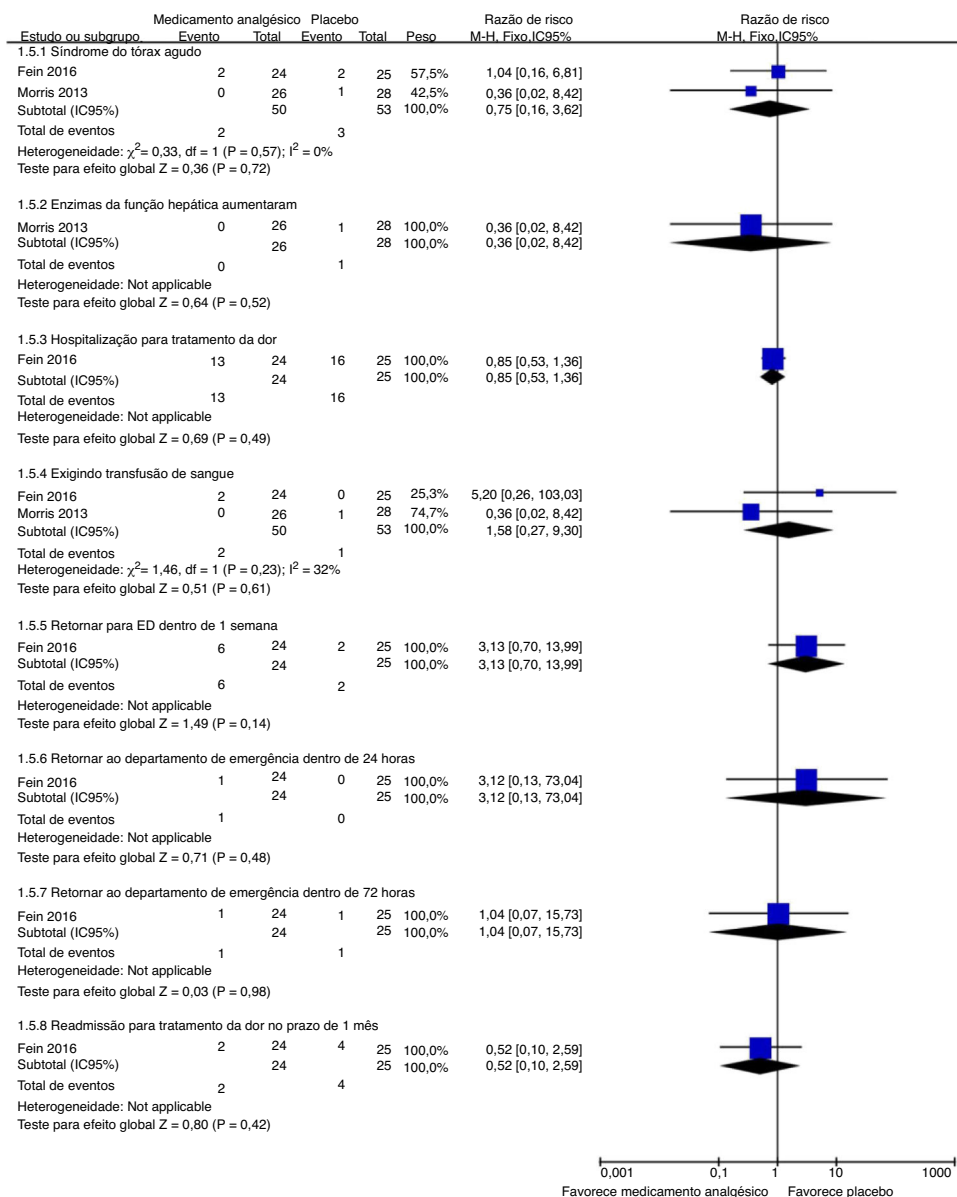 Medicamento analgésico Placebo Razão de risco Razão de risco
Estudo ou subgrupo Evento Total Evento Total Peso M-H, Fixo,IC95% M-H, Fixo,IC95%
1.5.1 Síndrome do tórax agudo
Fein 2016 2 24 2 25 57,5% 1,04 [0,16, 6,81]
Morris 2013 0 26 1 28 42,5% 0,36 [0,02, 8,42]
Subtotal (IC95%) 50 53 100,0% 0,75 [0,16, 3,62]
Total de eventos 2 3
Heterogeneidade: χ²= 0,33, df = 1 (P = 0,57); I² = 0%
Teste para efeito global Z = 0,36 (P = 0,72)
1.5.2 Enzimas da função hepática aumentaram
Morris 2013 0 26 1 28 100,0% 0,36 [0,02, 8,42]
Subtotal (IC95%) 26 28 100,0% 0,36 [0,02, 8,42]
Total de eventos 0 1
Heterogeneidade: Not applicable
Teste para efeito global Z = 0,64 (P = 0,52)
1.5.3 Hospitalização para tratamento da dor
Fein 2016 13 24 16 25 100,0% 0,85 [0,53, 1,36]
Subtotal (IC95%) 24 25 100,0% 0,85 [0,53, 1,36]
Total de eventos 13 16
Heterogeneidade: Not applicable
Teste para efeito global Z = 0,69 (P = 0,49)
1.5.4 Exigindo transfusão de sangue
Fein 2016 2 24 0 25 25,3% 5,20 [0,26, 103,03]
Morris 2013 0 26 1 28 74,7% 0,36 [0,02, 8,42]
Subtotal (IC95%) 50 53 100,0% 1,58 [0,27, 9,30]
Total de eventos 2 1
Heterogeneidade: χ²= 1,46, df = 1 (P = 0,23); I² = 32%
Teste para efeito global Z = 0,51 (P = 0,61)
1.5.5 Retornar para ED dentro de 1 semana
Fein 2016 6 24 2 25 100,0% 3,13 [0,70, 13,99]
Subtotal (IC95%) 24 25 100,0% 3,13 [0,70, 13,99]
Total de eventos 6 2
Heterogeneidade: Not applicable
Teste para efeito global Z = 1,49 (P = 0,14)
1.5.6 Retornar ao departamento de emergência dentro de 24 horas
Fein 2016 1 24 0 25 100,0% 3,12 [0,13, 73,04]
Subtotal (IC95%) 24 25 100,0% 3,12 [0,13, 73,04]
Total de eventos 1 0
Heterogeneidade: Not applicable
Teste para efeito global Z = 0,71 (P = 0,48)
1.5.7 Retornar ao departamento de emergência dentro de 72 horas
Fein 2016 1 24 1 25 100,0% 1,04 [0,07, 15,73]
Subtotal (IC95%) 24 25 100,0% 1,04 [0,07, 15,73]
Total de eventos 1 1
Heterogeneidade: Not applicable
Teste para efeito global Z = 0,03 (P = 0,98)
1.5.8 Readmissão para tratamento da dor no prazo de 1 mês
Fein 2016 2 24 4 25 100,0% 0,52 [0,10, 2,59]
Subtotal (IC95%) 24 25 100,0% 0,52 [0,10, 2,59]
Total de eventos 2 4
Heterogeneidade: Not applicable
Teste para efeito global Z = 0,80 (P = 0,42)
0,001 0,1 1 10 1000
Favorece medicamento analgésico Favorece placebo